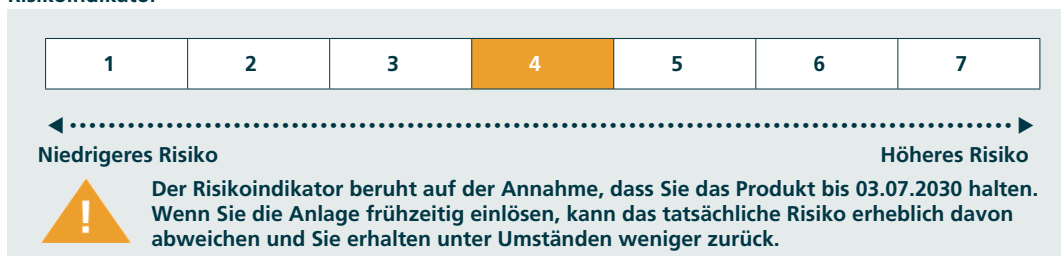 Risikoindikator
1 2 3 4 5 6 7
Niedrigeres Risiko Höheres Risiko
! Der Risikoindikator beruht auf der Annahme, dass Sie das Produkt bis 03.07.2030 halten.
Wenn Sie die Anlage frühzeitig einlösen, kann das tatsächliche Risiko erheblich davon
abweichen und Sie erhalten unter Umständen weniger zurück.